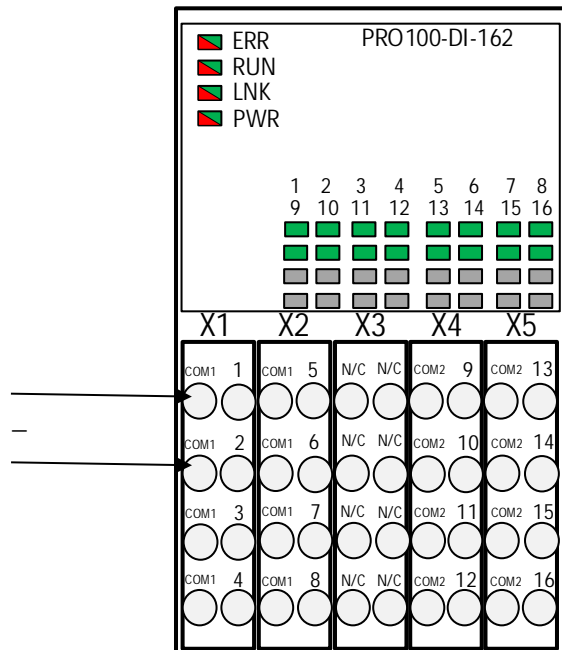 ERR PRO100-DI-162
RUN
LNK
PWR
1 2 3 4 5 6 7 8
9 10 11 12 13 14 15 16
X1 X2 X3 X4 X5
COM1 1 COM1 5 N/C N/C COM2 9 COM2 13
–
COM1 2 COM1 6 N/C N/C COM2 10 COM2 14
COM1 3 COM1 7 N/C N/C COM2 11 COM2 15
COM1 4 COM1 8 N/C N/C COM2 12 COM2 16